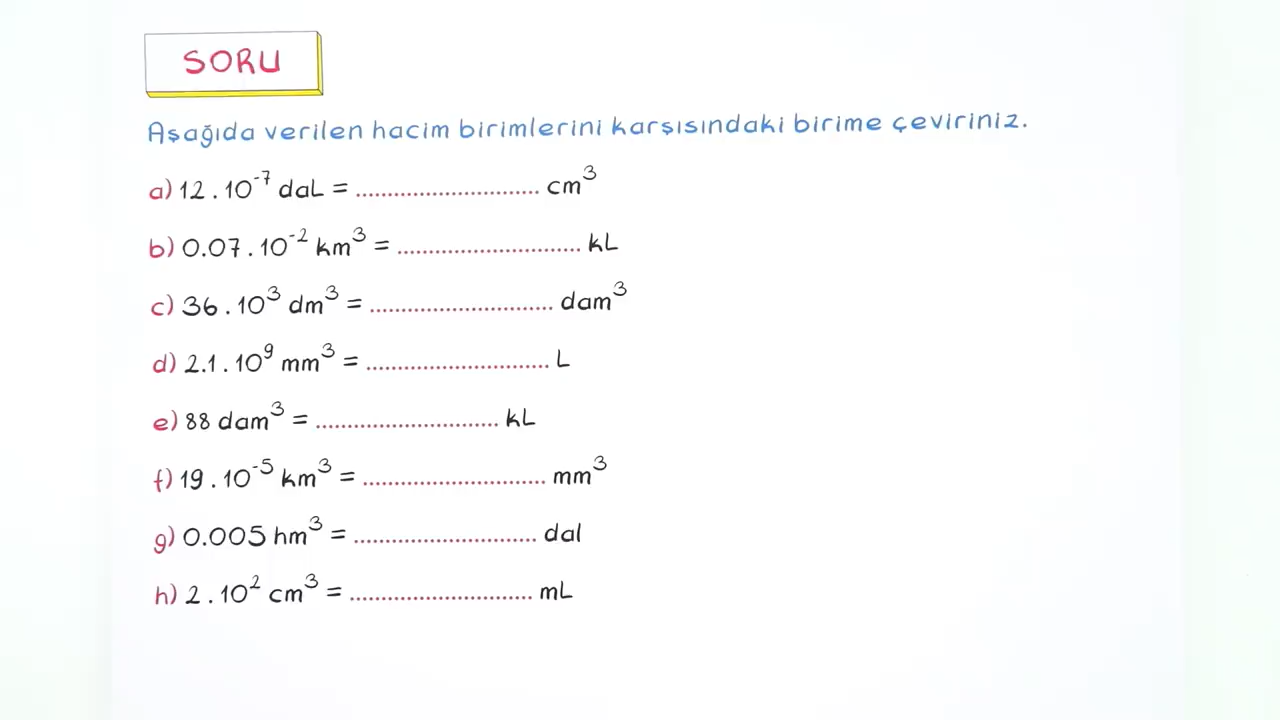 SORU
Aşağıda verilen hacim birimlerini karşısındaki birime çeviriniz.
a) 12 . 10⁻⁷ daL = ............................. cm³
b) 0.07 . 10⁻² km³ = ............................. kL
c) 36 . 10³ dm³ = ............................. dam³
d) 2.1 . 10⁹ mm³ = ............................. L
e) 88 dam³ = ............................. kL
f) 19 . 10⁻⁵ km³ = ............................. mm³
g) 0.005 hm³ = ............................. dal
h) 2 . 10² cm³ = ............................. mL